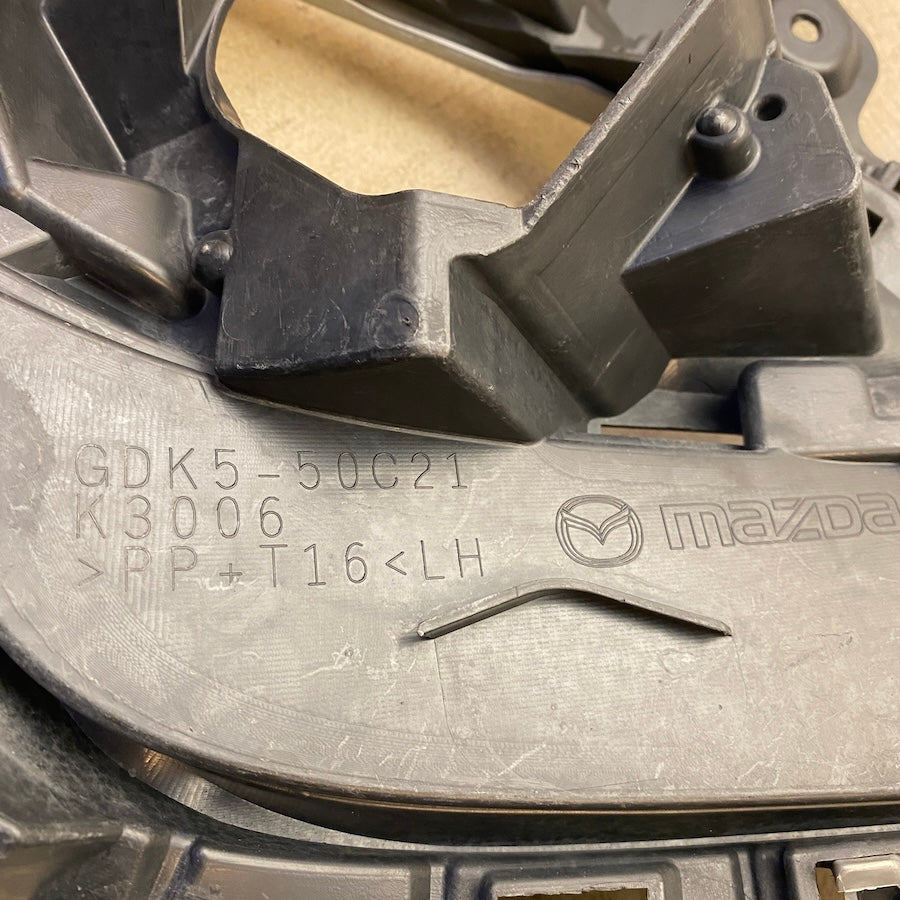 GDK5-50C21
K3006
>PP+T16<LH
mazda